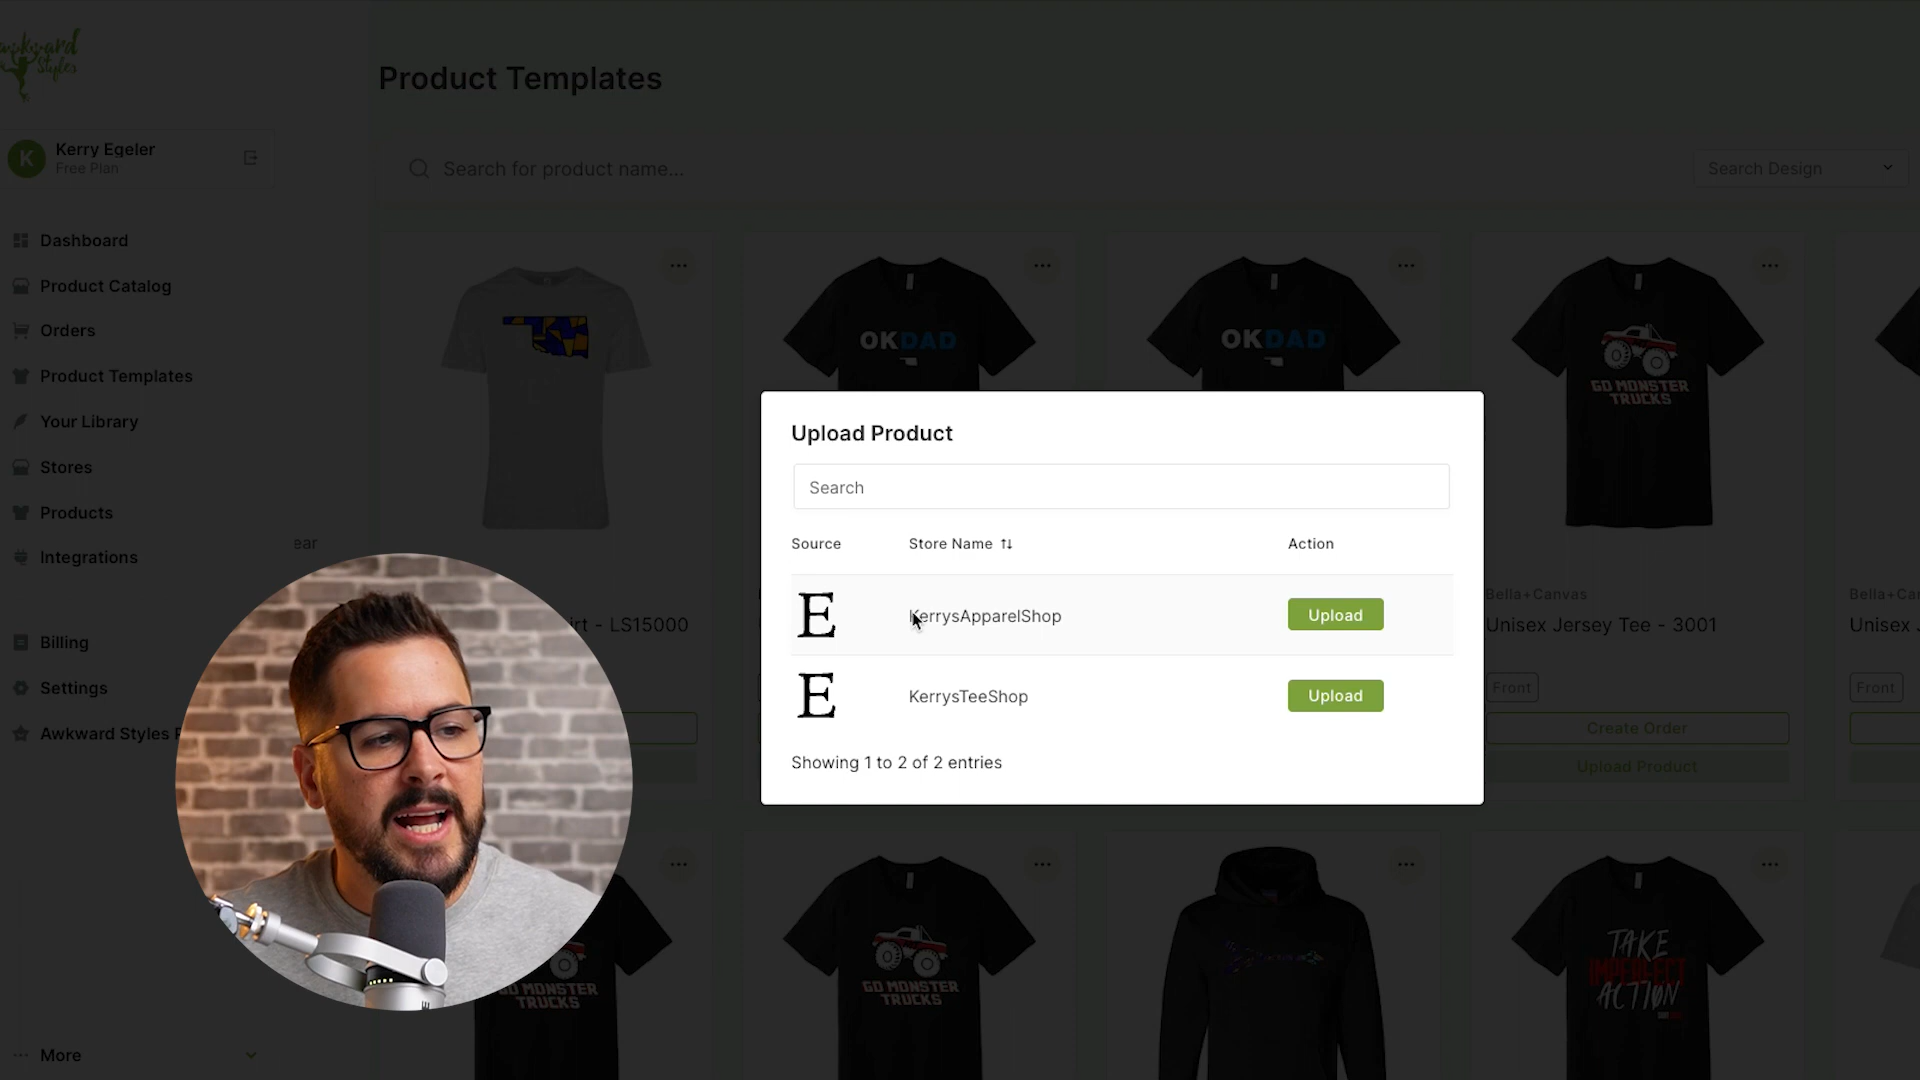 awkward
Styles
Product Templates
K
Kerry Egeler
Free Plan
Search for product name...
Search Design
Dashboard
Product Catalog
Orders
Product Templates
Your Library
Stores
Products
Integrations
Billing
Settings
Awkward Styles
More
OKDAD
OKDAD
GO MONSTER
TRUCKS
Upload Product
Search
Source
Store Name
Action
E
KerrysApparelShop
Upload
E
KerrysTeeShop
Upload
Showing 1 to 2 of 2 entries
ear
irt - LS15000
Bella+Canvas
Unisex Jersey Tee - 3001
Front
Create Order
Upload Product
Bella+Ca
Unisex
Front
GO MONSTER
TRUCKS
GO MONSTER
TRUCKS
TAKE
IMPERFECT
ACTION